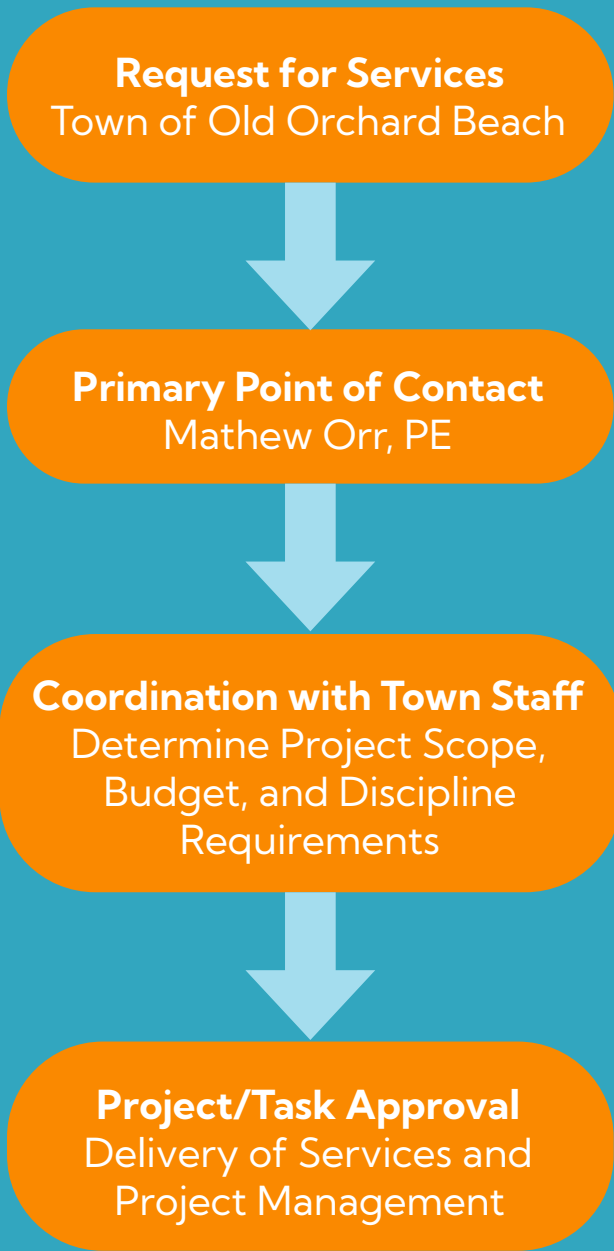 Request for Services
Town of Old Orchard Beach
Primary Point of Contact
Mathew Orr, PE
Coordination with Town Staff
Determine Project Scope,
Budget, and Discipline
Requirements
Project/Task Approval
Delivery of Services and
Project Management